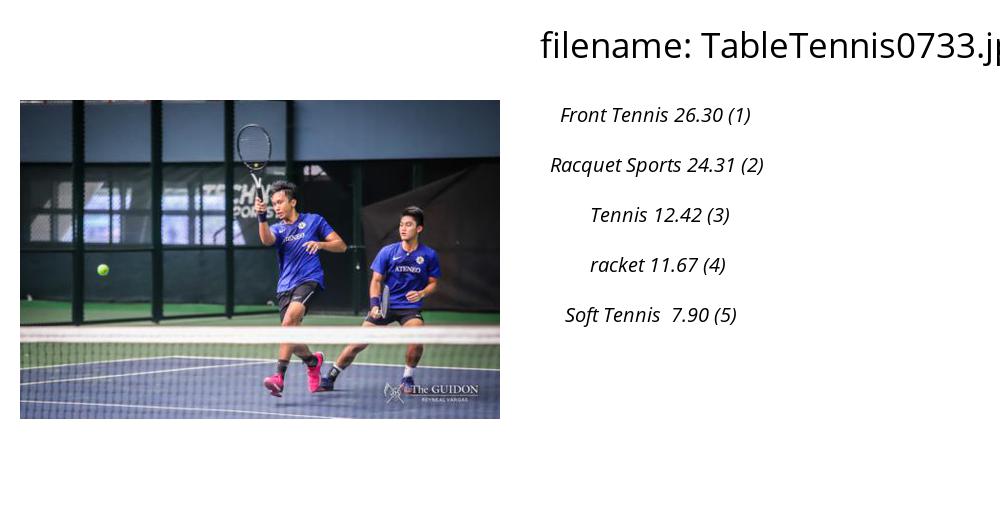 filename: TableTennis0733.jp
Front Tennis 26.30 (1)
Racquet Sports 24.31 (2)
Tennis 12.42 (3)
racket 11.67 (4)
Soft Tennis 7.90 (5)
ATENEO
ATENEO
The GUIDON
REYNEAL VARGAS